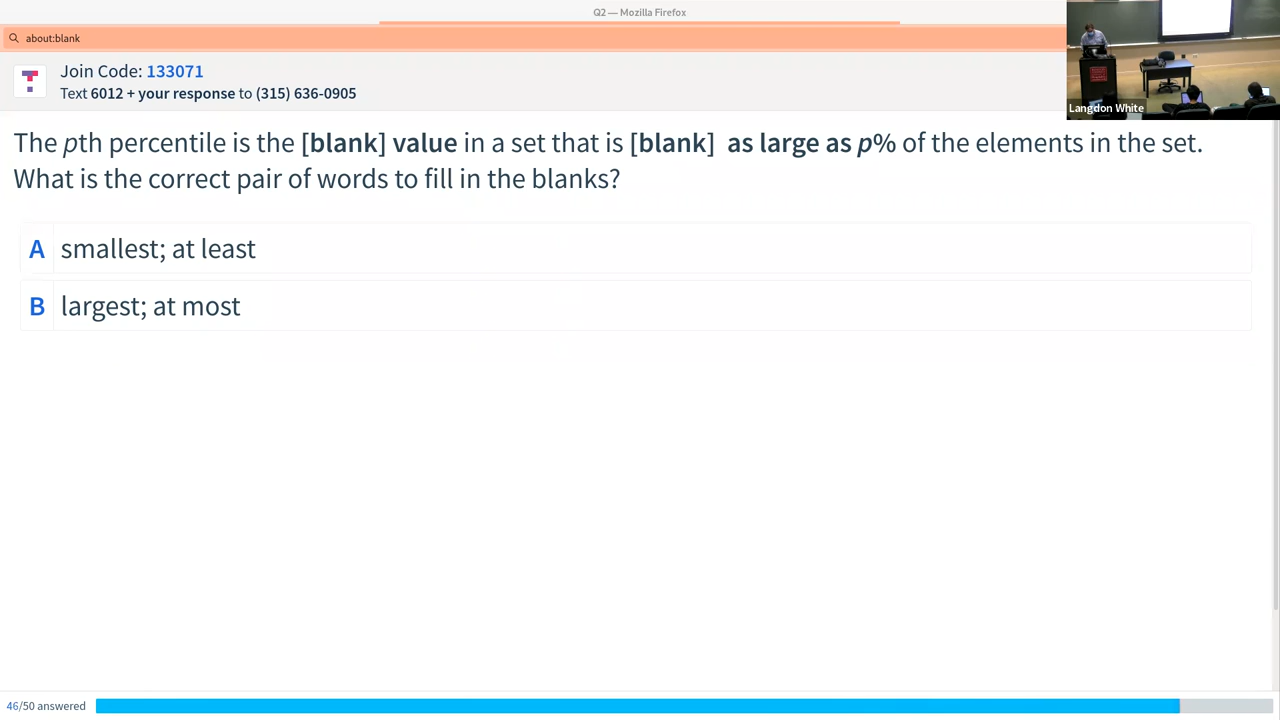 Q2 — Mozilla Firefox
about:blank
Join Code: 133071
Text 6012 + your response to (315) 636-0905
Langdon White
The pth percentile is the [blank] value in a set that is [blank]  as large as p% of the elements in the set.
What is the correct pair of words to fill in the blanks?
A smallest; at least
B largest; at most
46/50 answered